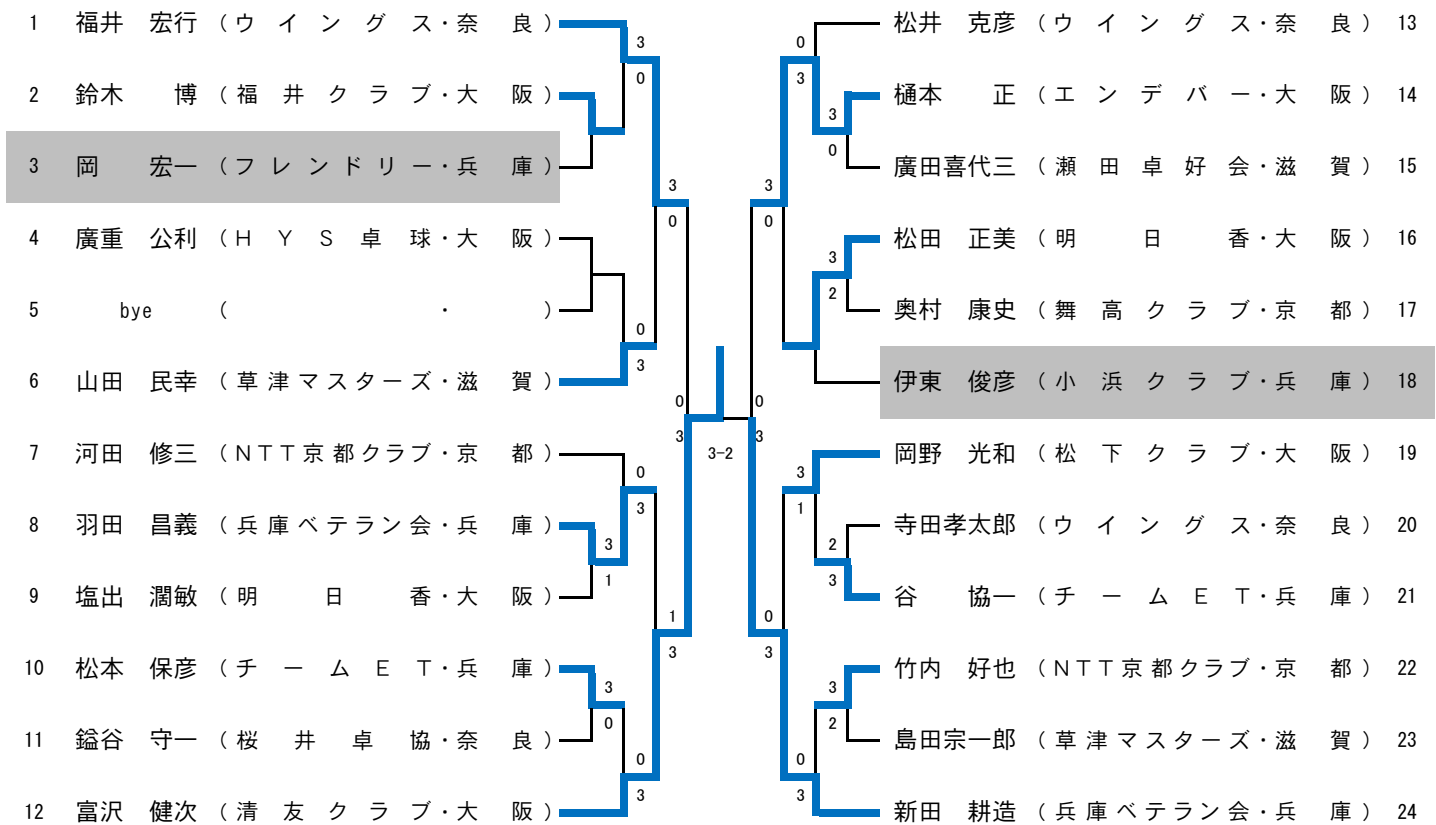 1 福井 宏行 (ウイングス・奈良)
3
0
2 鈴木 博 (福井クラブ・大阪)
3 岡 宏一 (フレンドリー・兵庫)
3
0
4 廣重 公利 (HYS卓球・大阪)
5 bye ( ・ )
0
3
6 山田 民幸 (草津マスターズ・滋賀)
0
3
7 河田 修三 (NTT京都クラブ・京都)
0
3
8 羽田 昌義 (兵庫ベテラン会・兵庫)
3
1
9 塩出 濶敏 (明日香・大阪)
1
3
10 松本 保彦 (チームET・兵庫)
3
0
11 鎰谷 守一 (桜井卓協・奈良)
0
3
12 富沢 健次 (清友クラブ・大阪)
3-2
松井 克彦 (ウイングス・奈良) 13
0
3
樋本 正 (エンデバー・大阪) 14
3
0
廣田喜代三 (瀬田卓好会・滋賀) 15
3
0
松田 正美 (明日香・大阪) 16
3
2
奥村 康史 (舞高クラブ・京都) 17
伊東 俊彦 (小浜クラブ・兵庫) 18
0
3
岡野 光和 (松下クラブ・大阪) 19
3
1
寺田孝太郎 (ウイングス・奈良) 20
2
3
谷 協一 (チームET・兵庫) 21
0
3
竹内 好也 (NTT京都クラブ・京都) 22
3
2
島田宗一郎 (草津マスターズ・滋賀) 23
0
3
新田 耕造 (兵庫ベテラン会・兵庫) 24